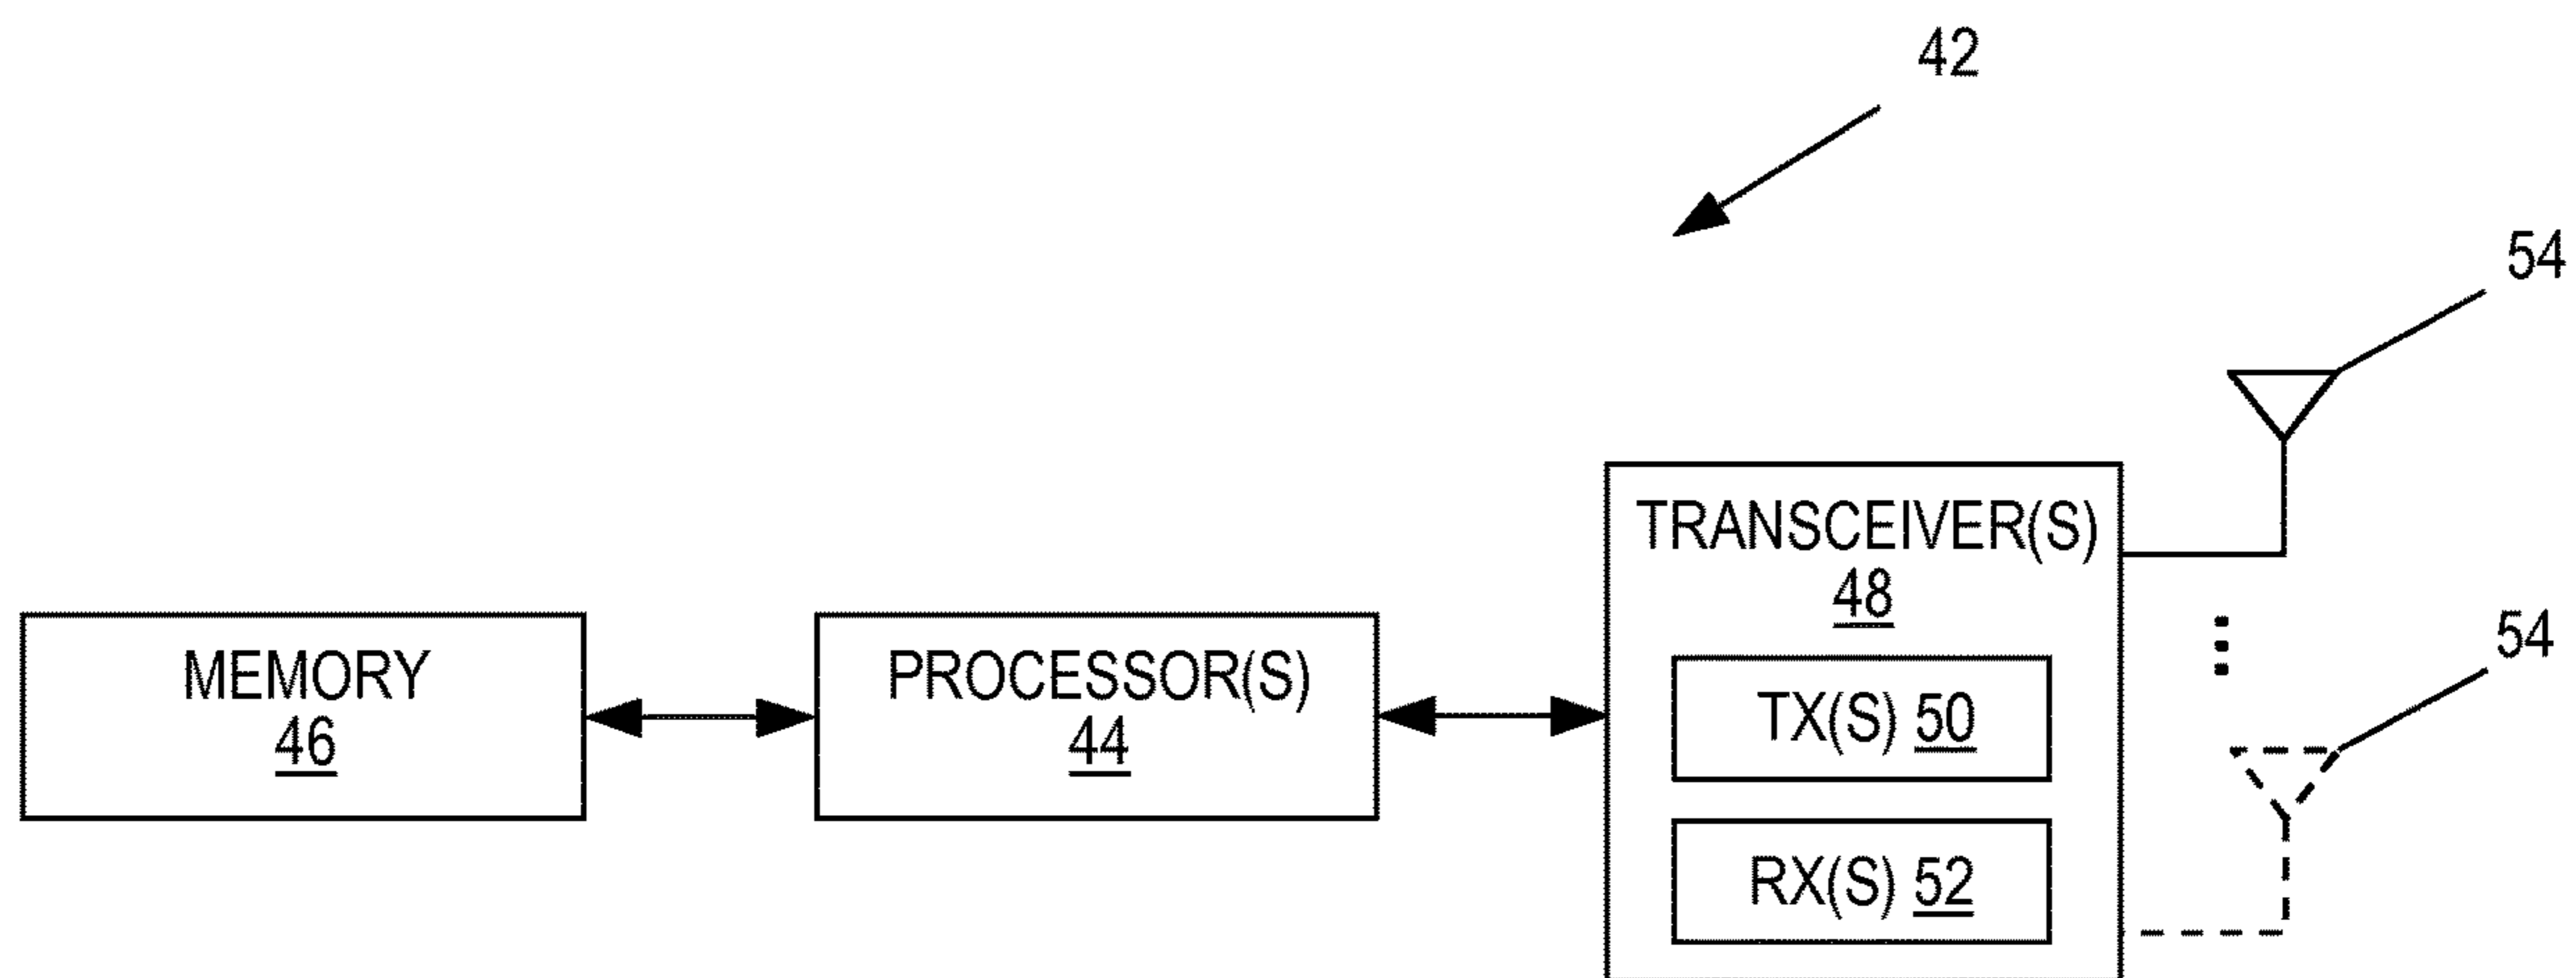 42
54
TRANSCEIVER(S)
48
MEMORY
46
PROCESSOR(S)
44
TX(S) 50
54
RX(S) 52